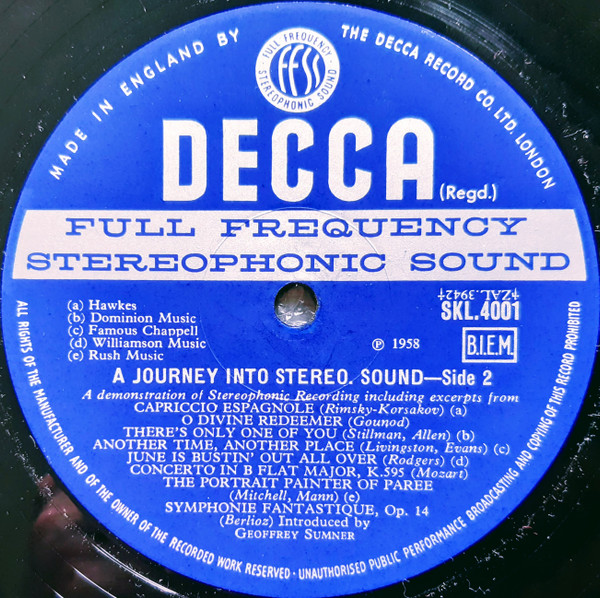 MADE IN ENGLAND BY THE DECCA RECORD CO. LTD. LONDON
FULL FREQUENCY
STEREOPHONIC SOUND
FFSS
DECCA (Regd.)
FULL FREQUENCY
STEREOPHONIC SOUND
(a) Hawkes
(b) Dominion Music
(c) Famous Chappell
(d) Williamson Music
(e) Rush Music
‡ZAL.3942‡
SKL.4001
℗ 1958
B.I.E.M.
A JOURNEY INTO STEREO. SOUND—Side 2
A demonstration of Stereophonic Recording including excerpts from
CAPRICCIO ESPAGNOLE (Rimsky-Korsakov) (a)
O DIVINE REDEEMER (Gounod)
THERE'S ONLY ONE OF YOU (Stillman, Allen) (b)
ANOTHER TIME, ANOTHER PLACE (Livingston, Evans) (c)
JUNE IS BUSTIN' OUT ALL OVER (Rodgers) (d)
CONCERTO IN B FLAT MAJOR, K.595 (Mozart)
THE PORTRAIT PAINTER OF PAREE
(Mitchell, Mann) (e)
SYMPHONIE FANTASTIQUE, Op. 14
(Berlioz) Introduced by
GEOFFREY SUMNER
ALL RIGHTS OF THE MANUFACTURER AND OF THE OWNER OF THE RECORDED WORK RESERVED · UNAUTHORISED PUBLIC PERFORMANCE BROADCASTING AND COPYING OF THIS RECORD PROHIBITED